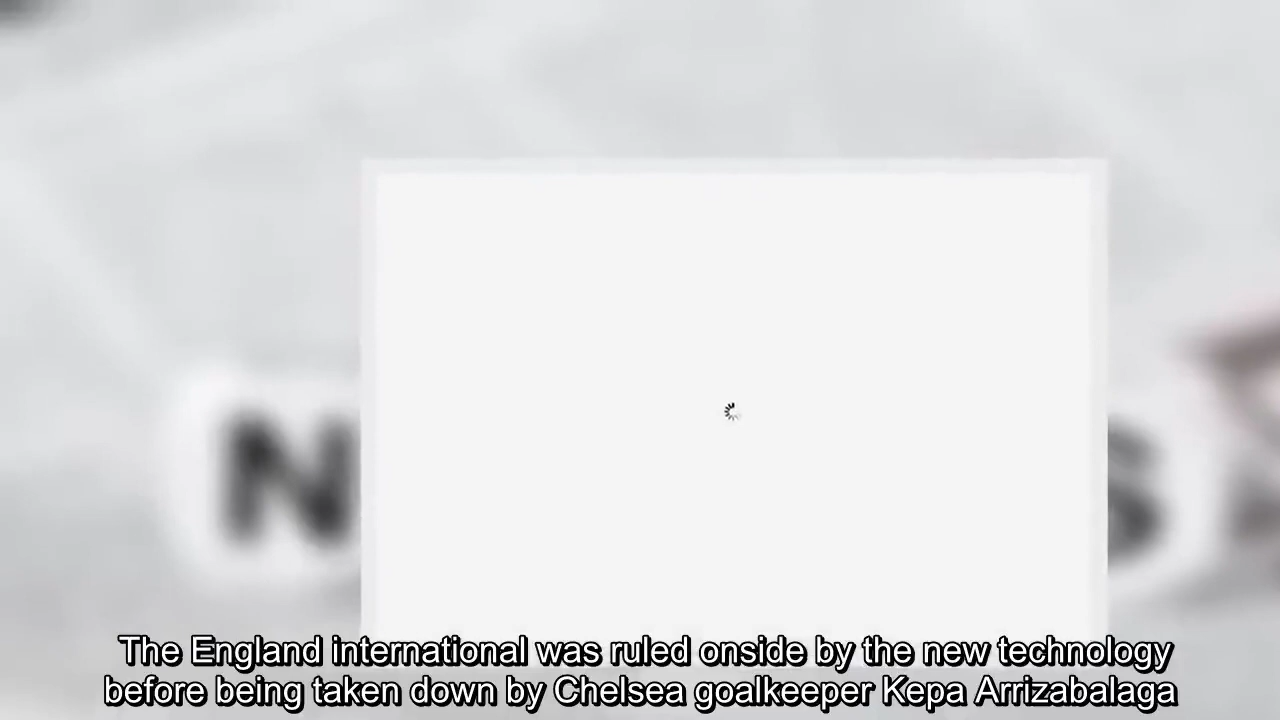 N
S
The England international was ruled onside by the new technology
before being taken down by Chelsea goalkeeper Kepa Arrizabalaga